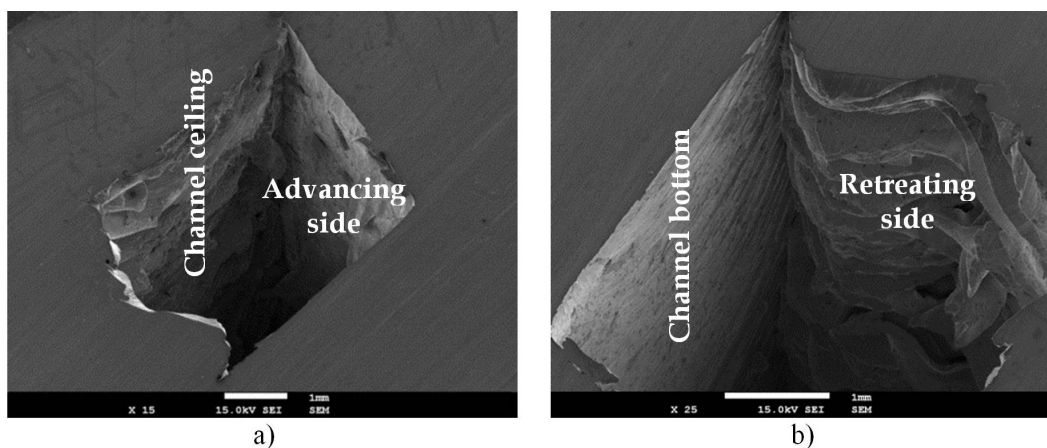 Channel ceiling
Advancing
side
1mm
X 15 15.0kV SEI SEM
a)
Channel bottom
Retreating
side
1mm
X 25 15.0kV SEI SEM
b)